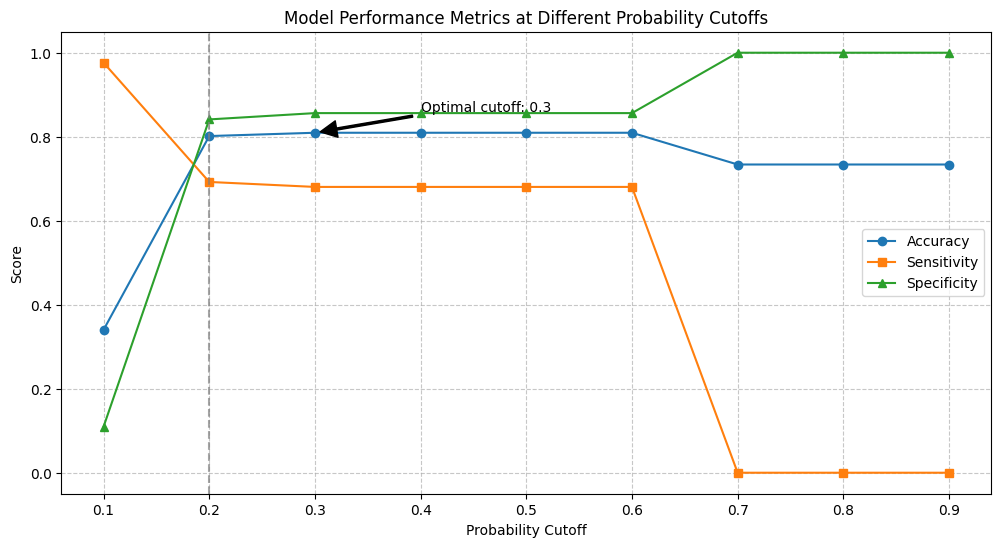 Model Performance Metrics at Different Probability Cutoffs
1.0
0.8
0.6
0.4
0.2
0.0
Score
Optimal cutoff: 0.3
Accuracy
Sensitivity
Specificity
0.1 0.2 0.3 0.4 0.5 0.6 0.7 0.8 0.9
Probability Cutoff